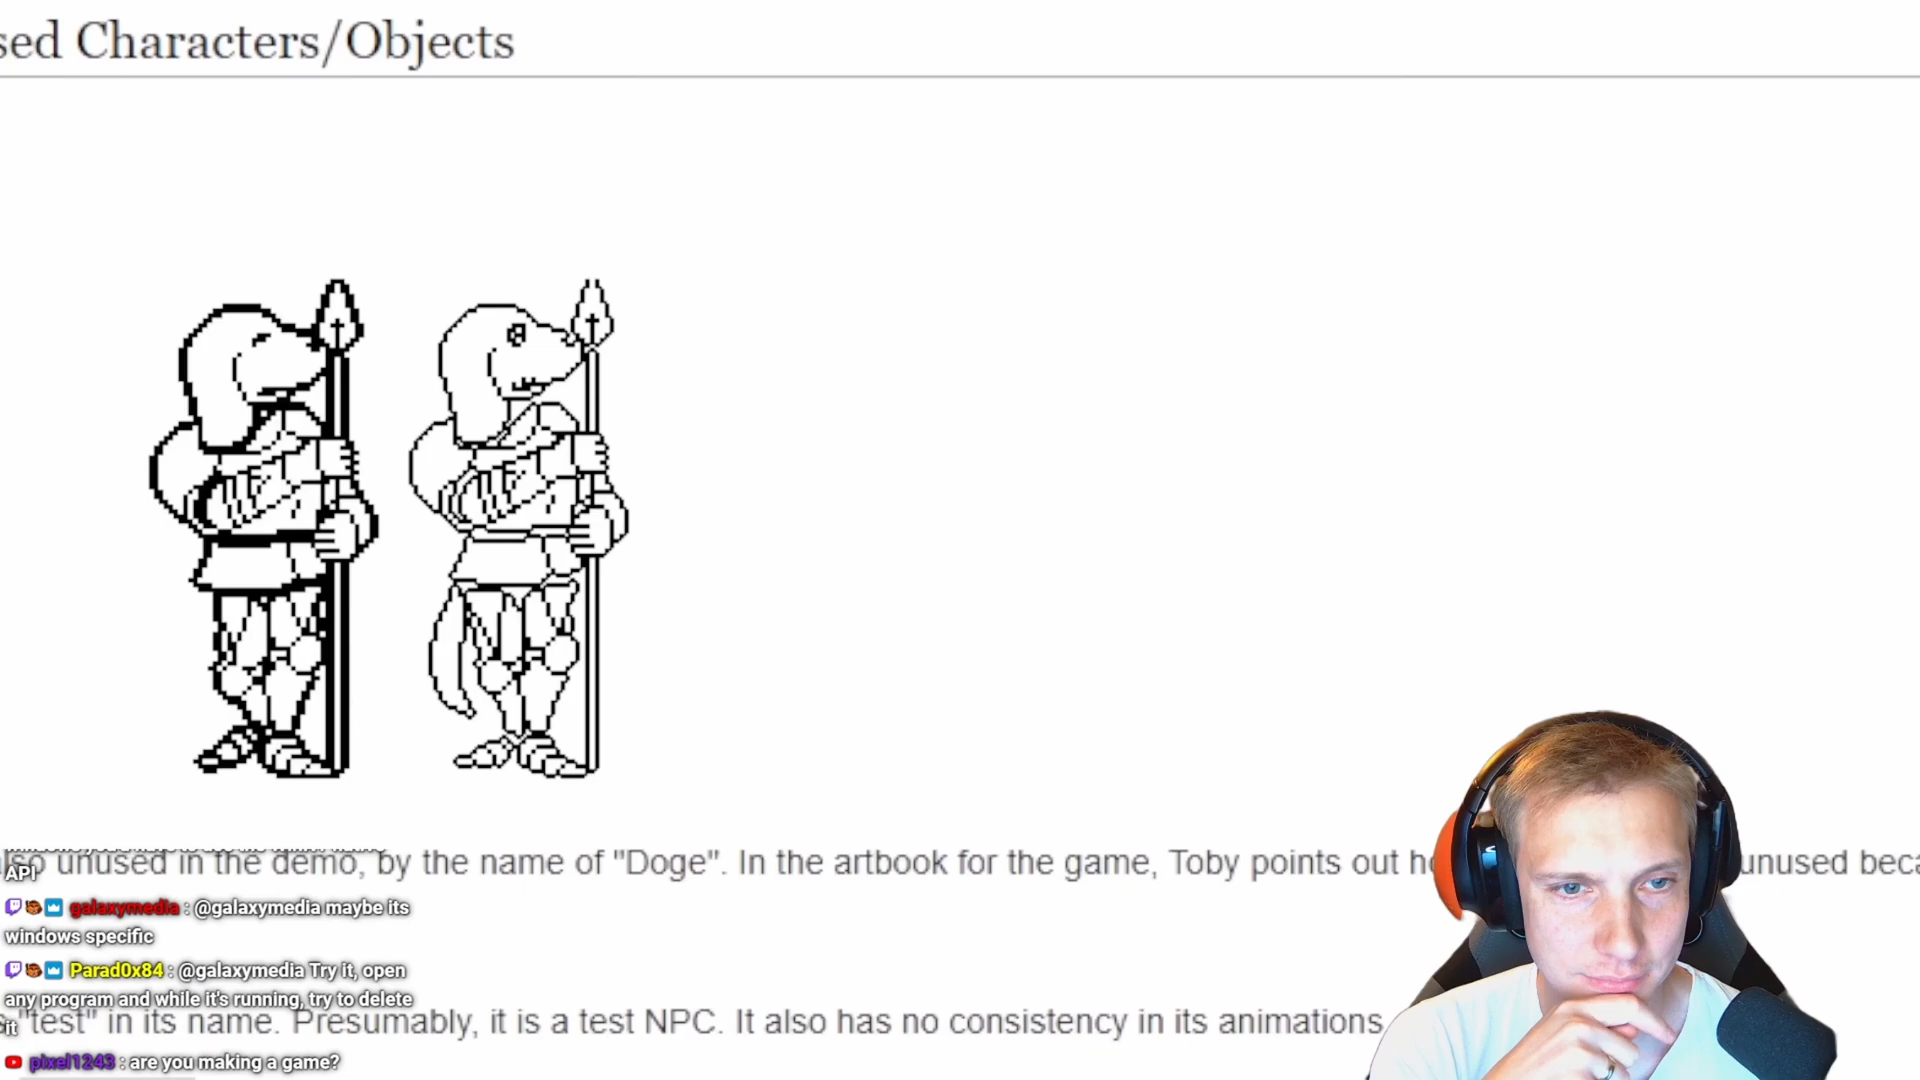 sed Characters/Objects
lso unused in the demo, by the name of "Doge". In the artbook for the game, Toby points out h unused beca
API
galaxymedia : @galaxymedia maybe its
windows specific
Parad0x84 : @galaxymedia Try it, open
any program and while it's running, try to delete
it
"test" in its name. Presumably, it is a test NPC. It also has no consistency in its animations
pixel1243 : are you making a game?